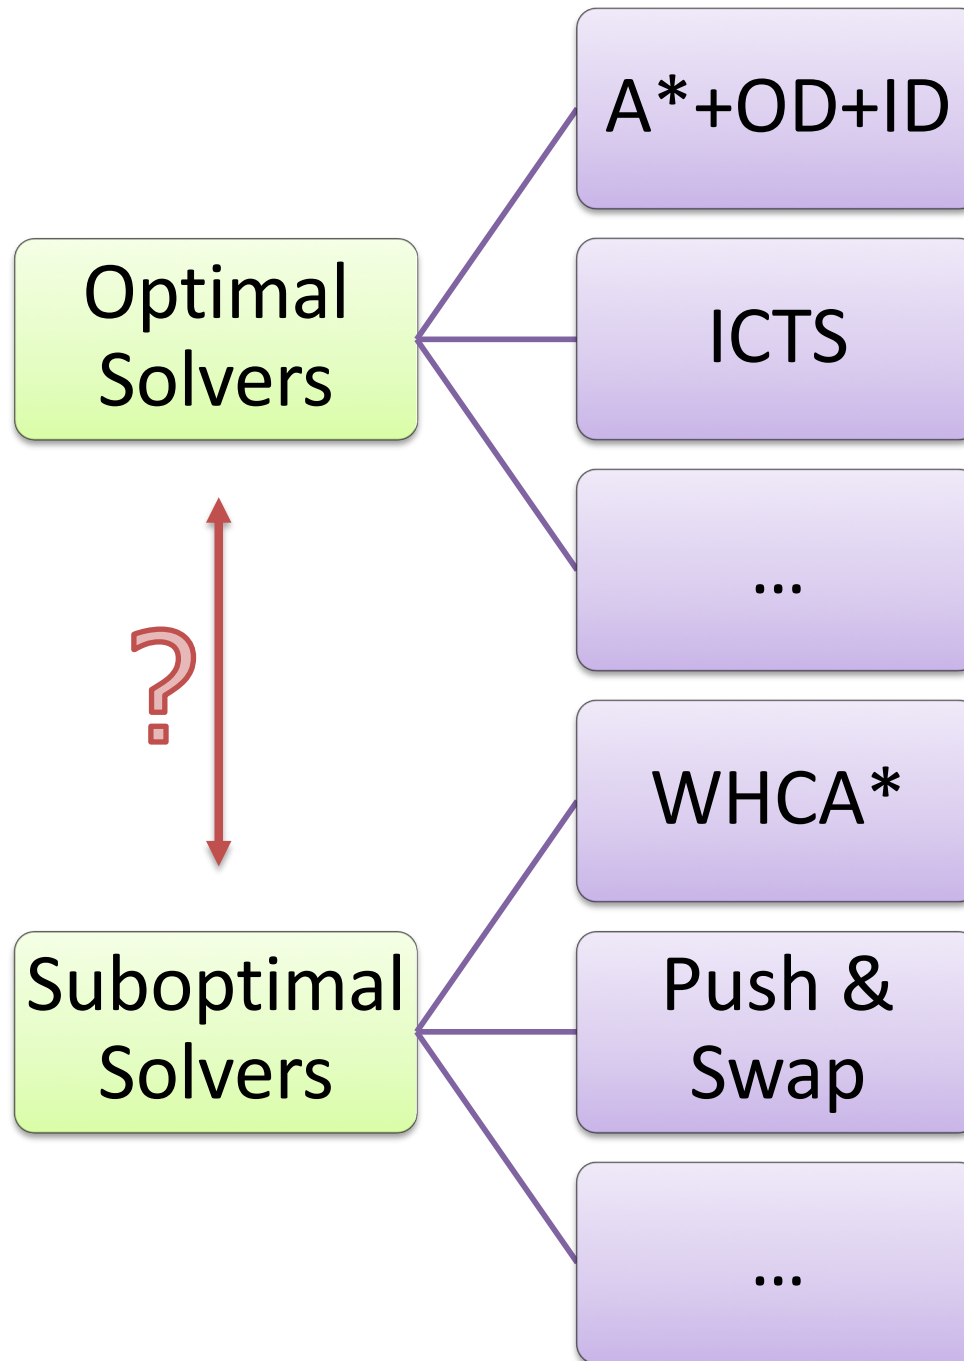 A*+OD+ID
Optimal
Solvers
ICTS
...
?
WHCA*
Suboptimal
Solvers
Push &
Swap
...